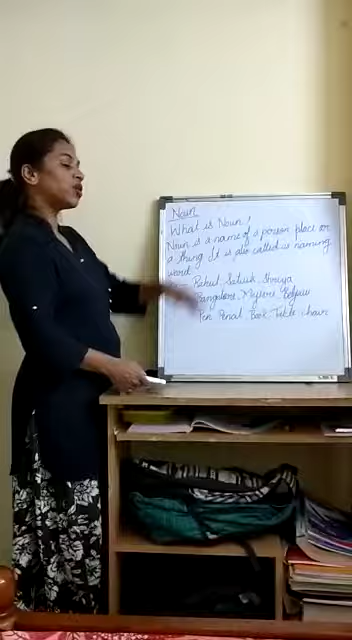 Noun
What is Noun ?
Noun is a name of a person place or
a thing It is also called as naming
word
Rahul, Satwik, Shreya
Bangalore, Mysore, Belgaum
Pen Pencil, Book, Table chair